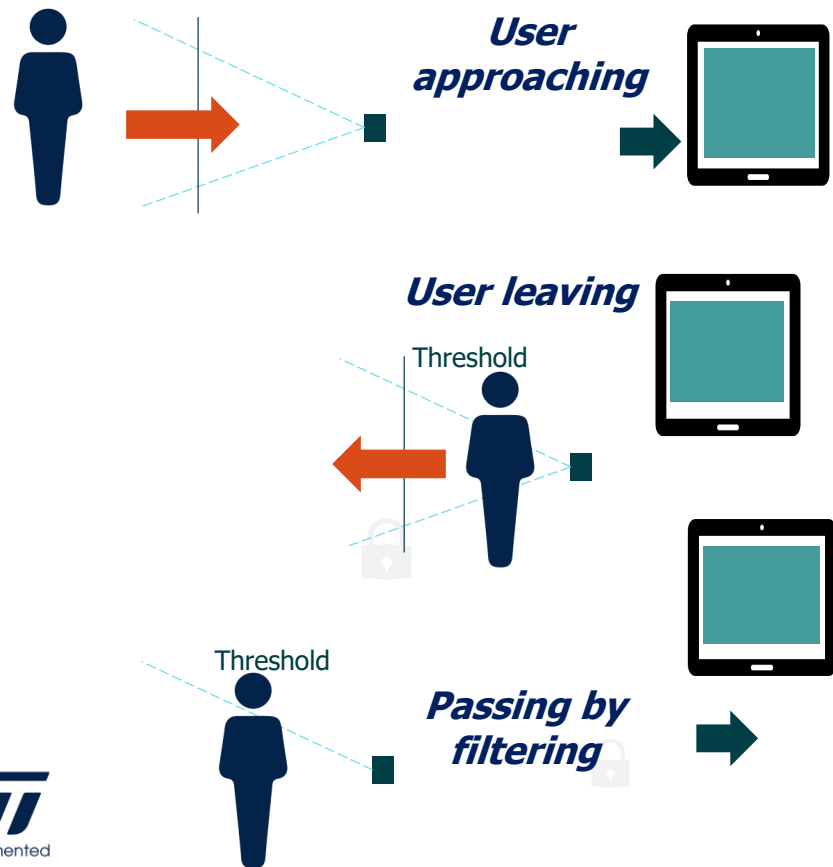 User
approaching
User leaving
Threshold
Threshold
Passing by
filtering